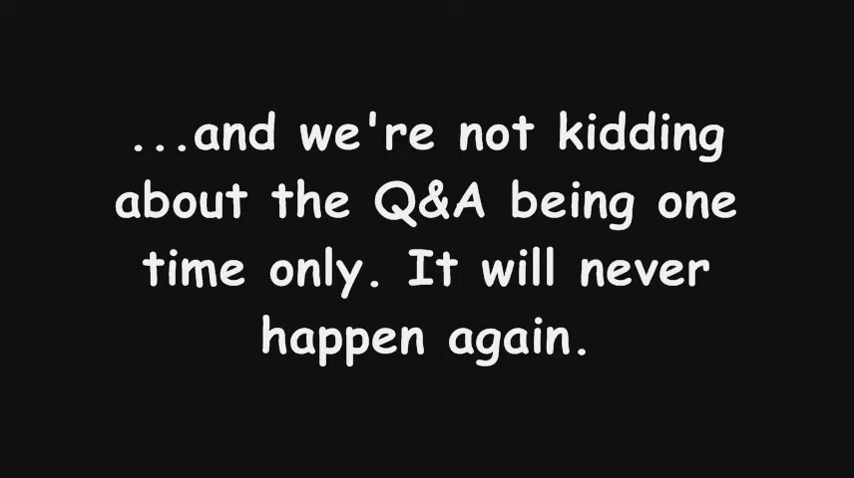 ...and we're not kidding
about the Q&A being one
time only. It will never
happen again.